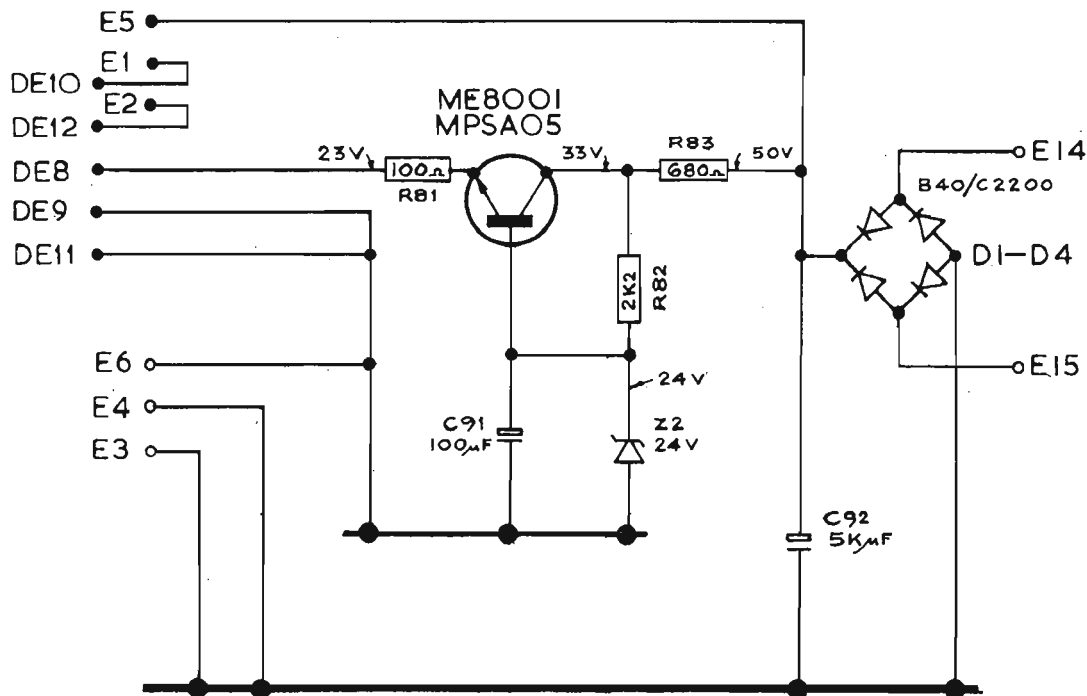 E5
E1
DE10
E2
DE12
ME8001
MPSA05
DE8
23V
100Ω
R81
33V
R83
680Ω
50V
E14
B40/C2200
DE9
DE11
D1-D4
2K2
R82
E6
E15
24V
E4
C91
100µF
Z2
24V
E3
C92
5KµF